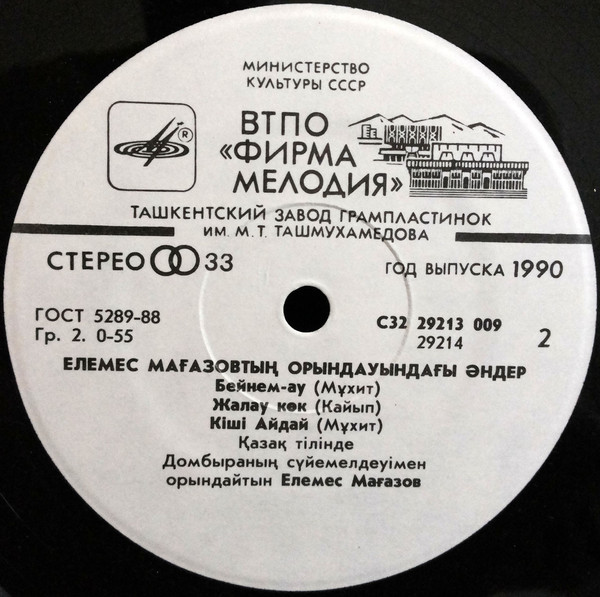 МИНИСТЕРСТВО
КУЛЬТУРЫ СССР
®
ВТПО
«ФИРМА
МЕЛОДИЯ»
ТАШКЕНТСКИЙ ЗАВОД ГРАМПЛАСТИНОК
ИМ. М. Т. ТАШМУХАМЕДОВА
СТЕРЕО 33
ГОД ВЫПУСКА 1990
ГОСТ 5289-88
Гр. 2. 0-55
С32 29213 009
29214
2
ЕЛЕМЕС МАҒАЗОВТЫҢ ОРЫНДАУЫНДАҒЫ ӘНДЕР
Бейнем-ау (Мұхит)
Жалау көк (Кайып)
Кіші Айдай (Мұхит)
Қазақ тілінде
Домбыраның сүйемелдеуімен
орындайтын Елемес Мағазов